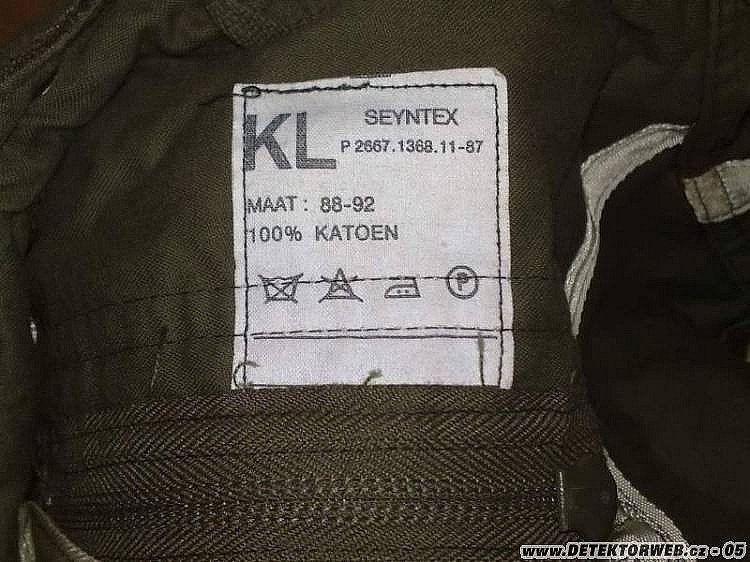 KL SEYNTEX
P 2667.1368.11-87
MAAT : 88-92
100% KATOEN
P
www.DETEKTORWEB.cz - 05